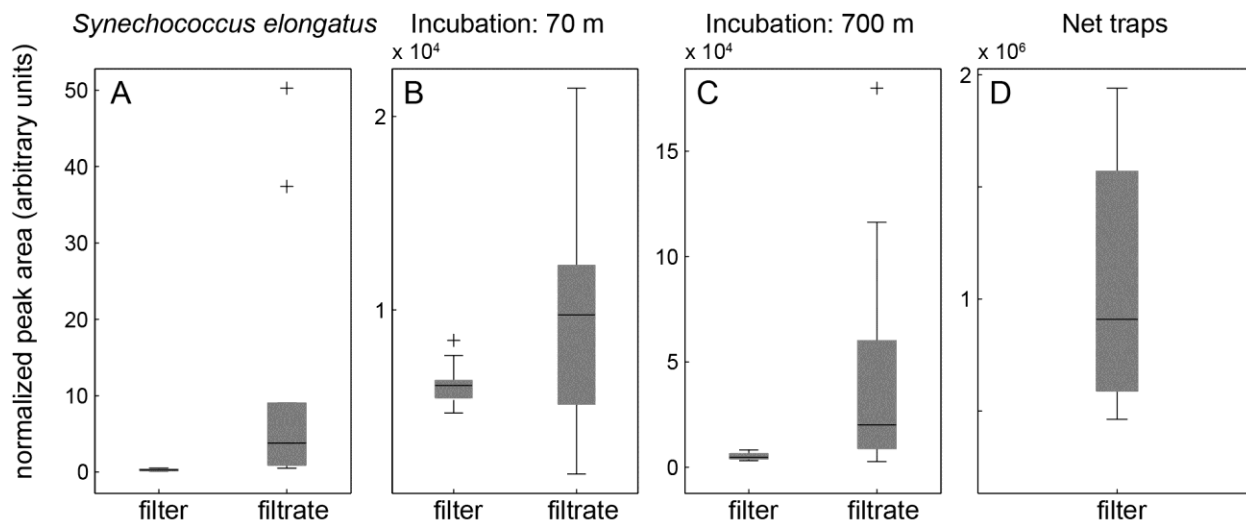 Synechococcus elongatus Incubation: 70 m Incubation: 700 m Net traps
x 10⁴ x 10⁴ x 10⁶
normalized peak area (arbitrary units)
A
50
40
30
20
10
0
filter filtrate
B
2
1
filter filtrate
C
15
10
5
0
filter filtrate
D
2
1
filter